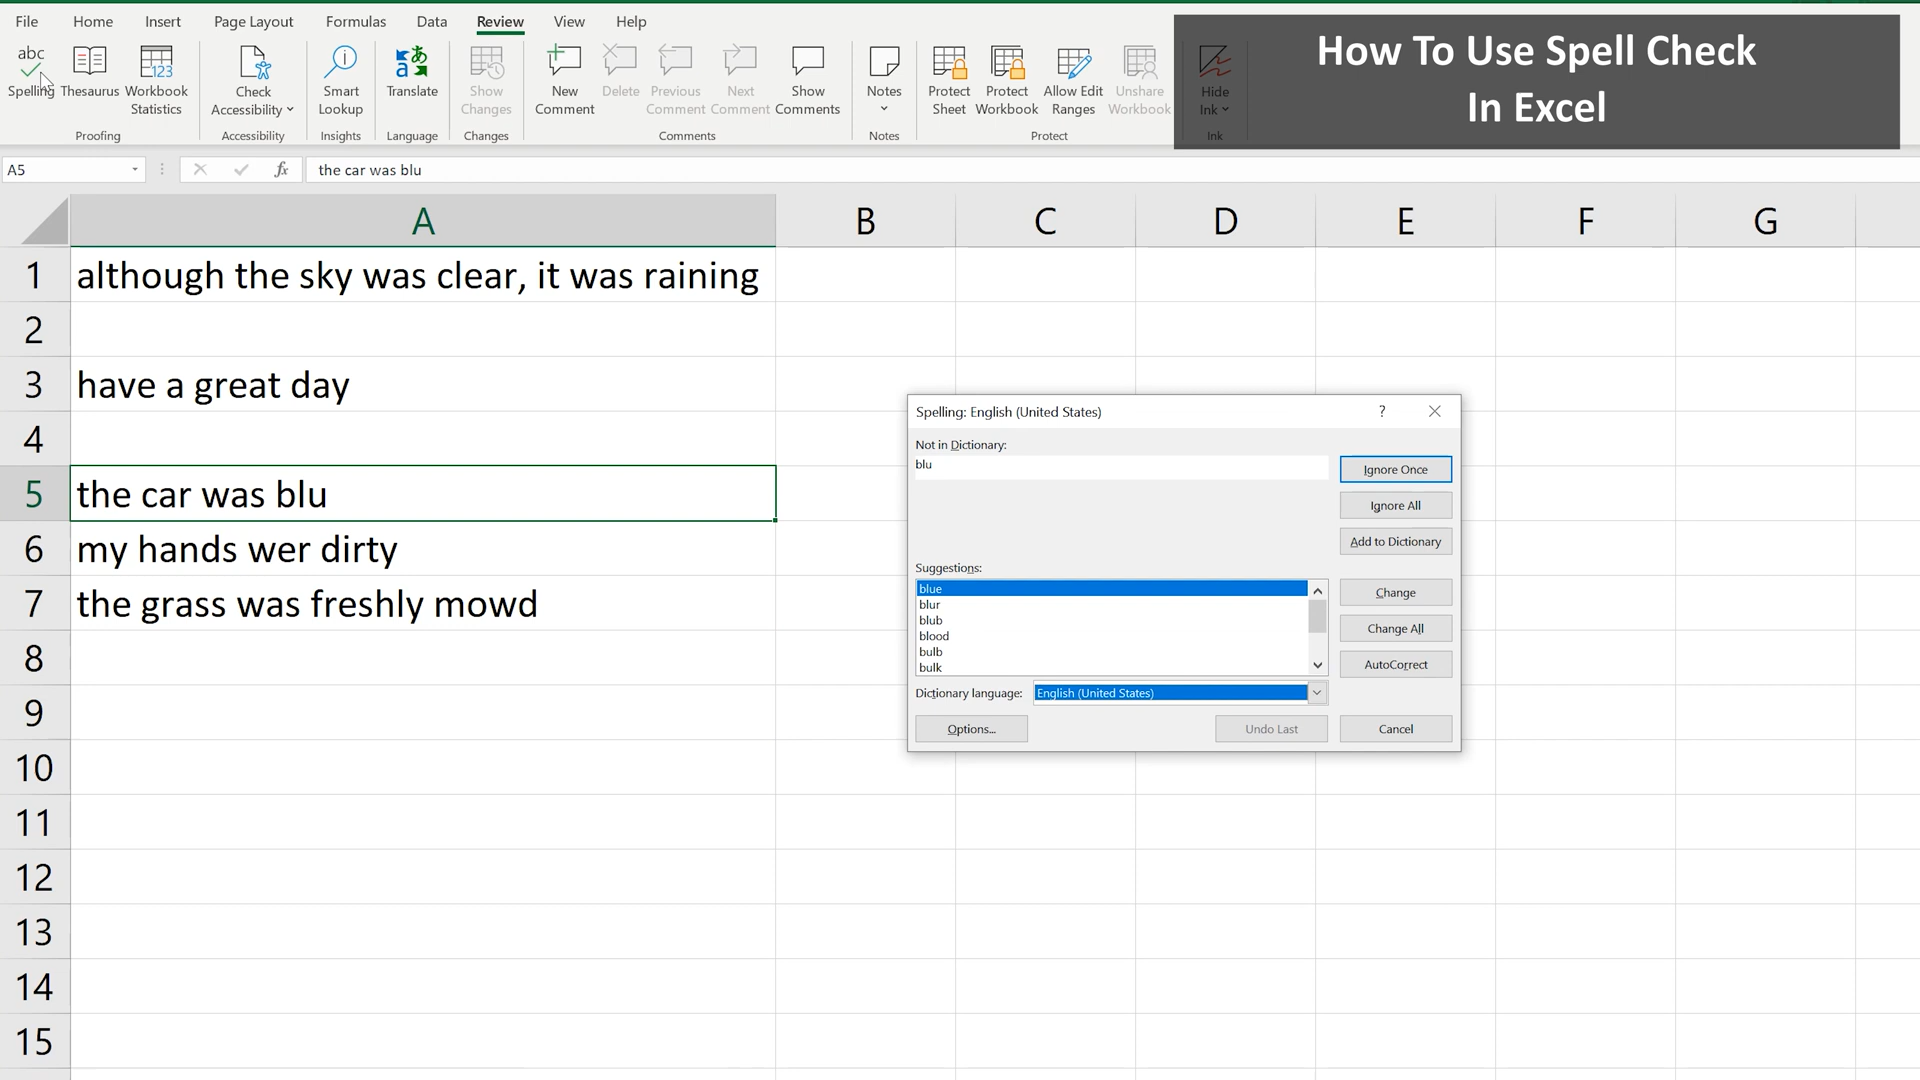 File Home Insert Page Layout Formulas Data Review View Help
How To Use Spell Check
In Excel
abc
Spelling
Thesaurus
123
Workbook
Statistics
Proofing
Check
Accessibility
Accessibility
Smart
Lookup
Insights
a あ
Translate
Language
Show
Changes
Changes
New
Comment
Delete
Previous
Comment
Next
Comment
Show
Comments
Comments
Notes
Notes
Protect
Sheet
Protect
Workbook
Allow Edit
Ranges
Unshare
Workbook
Protect
Hide
Ink
Ink
A5
fx
the car was blu
A B C D E F G
1 although the sky was clear, it was raining
2
3 have a great day
4
5 the car was blu
6 my hands wer dirty
7 the grass was freshly mowd
8
9
10
11
12
13
14
15
Spelling: English (United States) ?
Not in Dictionary:
blu
Ignore Once
Ignore All
Add to Dictionary
Suggestions:
blue
blur
blub
blood
bulb
bulk
Change
Change All
AutoCorrect
Dictionary language: English (United States)
Options... Undo Last Cancel